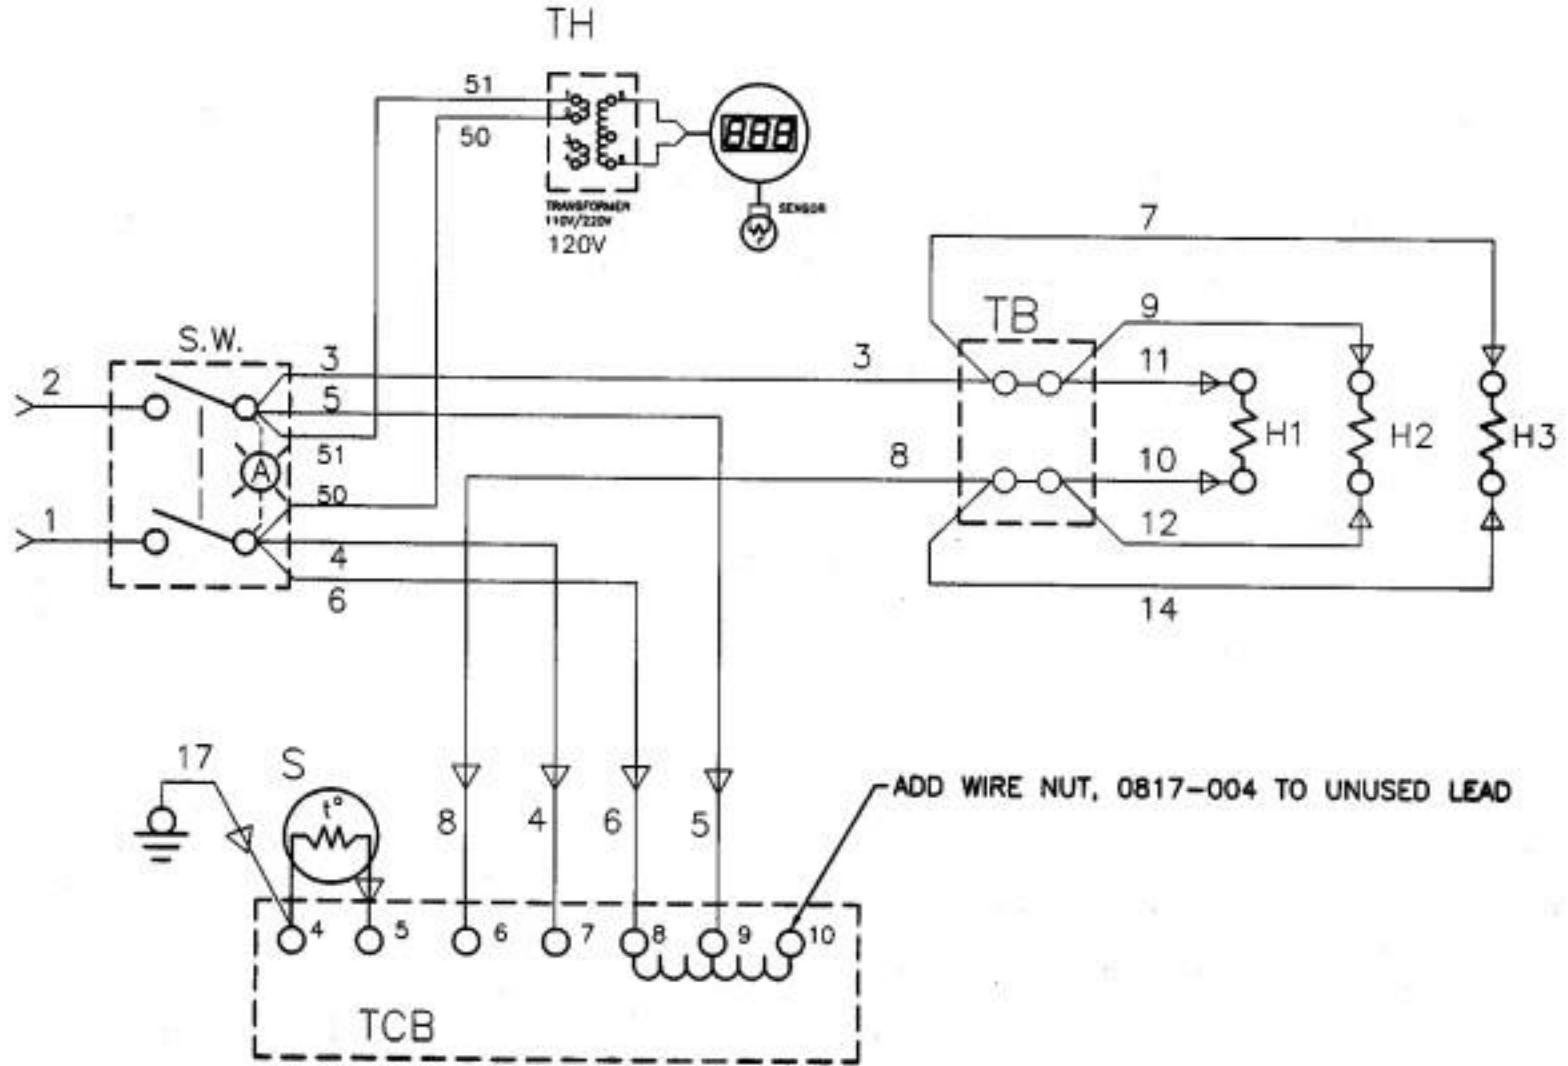 TH
51
50
888
TRANSFORMER
110V/220V
120V
SENSOR
7
S.W.
TB
9
2
3
3
11
5
51
A
H1
H2
H3
8
10
50
1
4
12
6
14
17
S
t°
8
4
6
5
ADD WIRE NUT, 0817-004 TO UNUSED LEAD
4
5
6
7
8
9
10
TCB